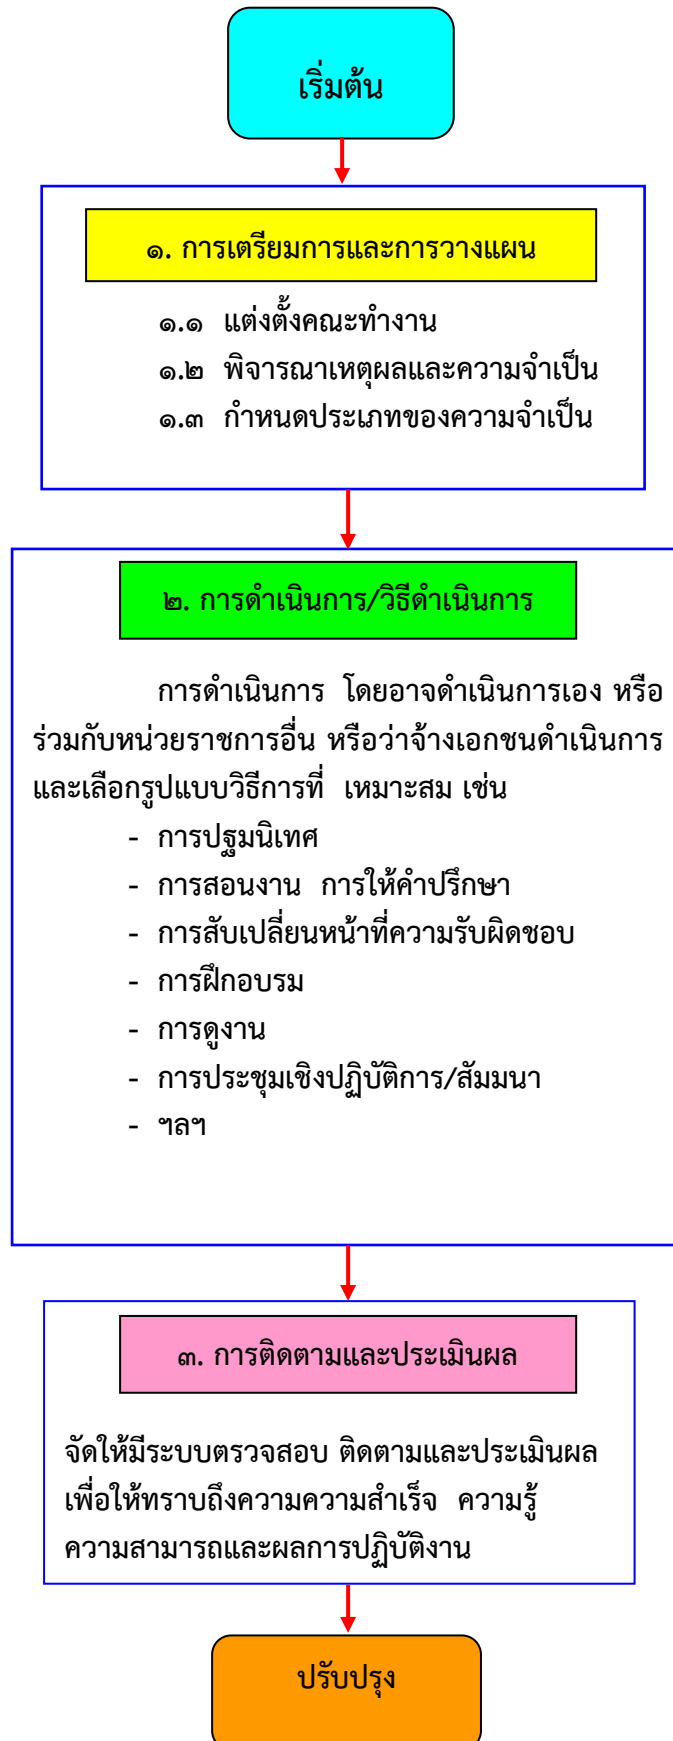 เริ่มต้น
๑. การเตรียมการและการวางแผน
๑.๑ แต่งตั้งคณะทำงาน
๑.๒ พิจารณาเหตุผลและความจำเป็น
๑.๓ กำหนดประเภทของความจำเป็น
๒. การดำเนินการ/วิธีดำเนินการ
การดำเนินการ โดยอาจดำเนินการเอง หรือ
ร่วมกับหน่วยราชการอื่น หรือว่าจ้างเอกชนดำเนินการ
และเลือกรูปแบบวิธีการที่ เหมาะสม เช่น
- การปฐมนิเทศ
- การสอนงาน การให้คำปรึกษา
- การสับเปลี่ยนหน้าที่ความรับผิดชอบ
- การฝึกอบรม
- การดูงาน
- การประชุมเชิงปฏิบัติการ/สัมมนา
- ฯลฯ
๓. การติดตามและประเมินผล
จัดให้มีระบบตรวจสอบ ติดตามและประเมินผล
เพื่อให้ทราบถึงความความสำเร็จ ความรู้
ความสามารถและผลการปฏิบัติงาน
ปรับปรุง